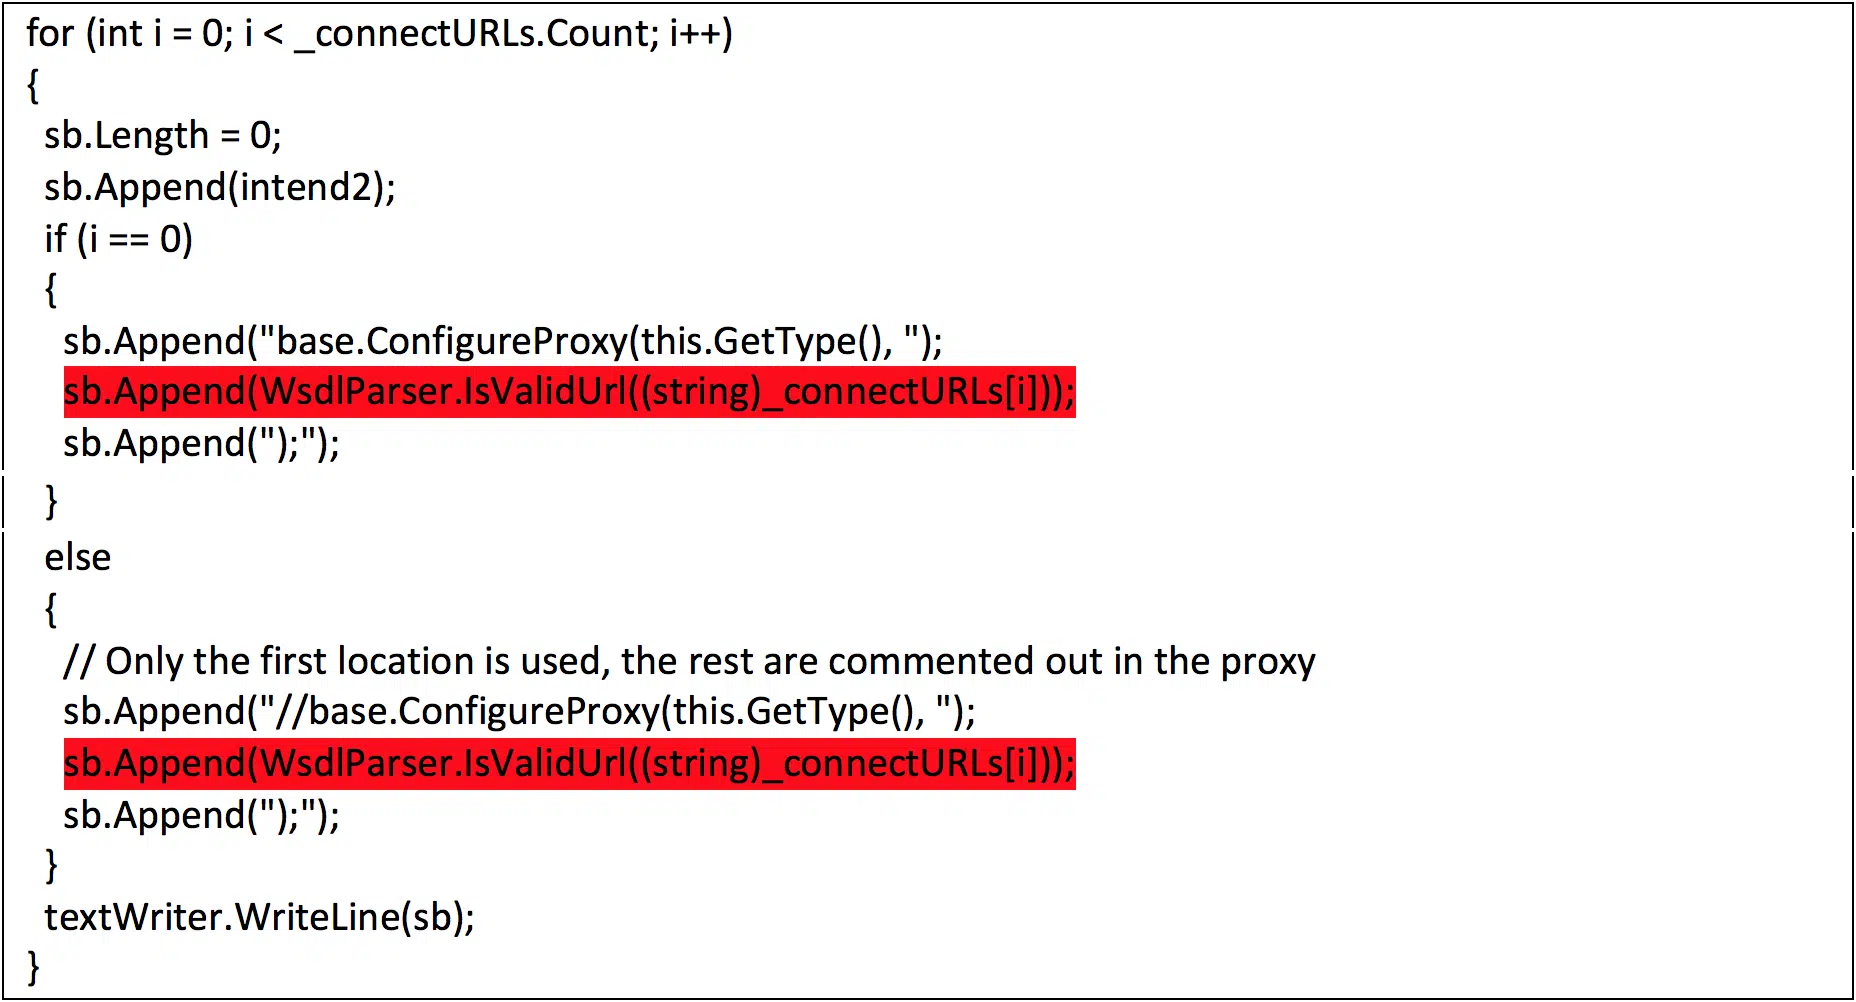 for (int i = 0; i < _connectURLs.Count; i++)
{
sb.Length = 0;
sb.Append(intend2);
if (i == 0)
{
sb.Append("base.ConfigureProxy(this.GetType(), ");
sb.Append(WsdlParser.IsValidUrl((string)_connectURLs[i]));
sb.Append(");");
}
else
{
// Only the first location is used, the rest are commented out in the proxy
sb.Append("//base.ConfigureProxy(this.GetType(), ");
sb.Append(WsdlParser.IsValidUrl((string)_connectURLs[i]));
sb.Append(");");
}
textWriter.WriteLine(sb);
}